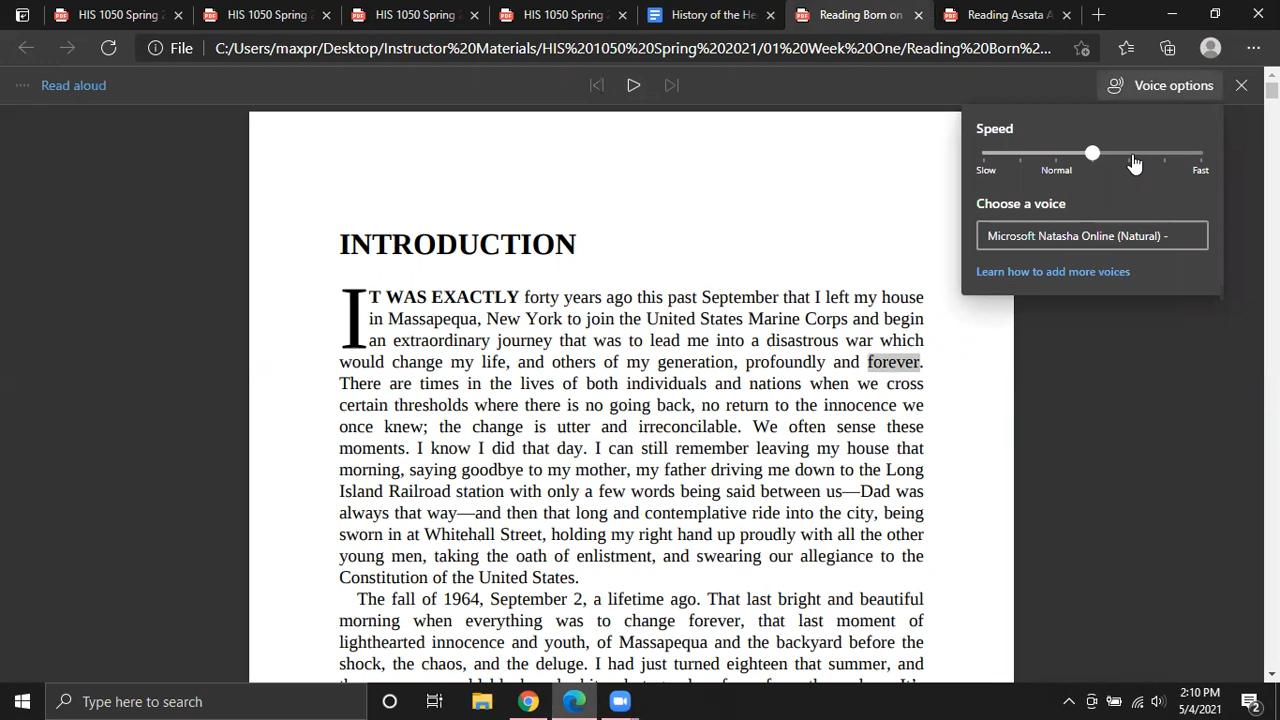 HIS 1050 Spring
HIS 1050 Spring
HIS 1050 Spring
HIS 1050 Spring
History of the He
Reading Born on
Reading Assata A
File
C:/Users/maxpr/Desktop/Instructor%20Materials/HIS%201050%20Spring%202021/01%20Week%20One/Reading%20Born%2...
Read aloud
Voice options
Speed
Slow Normal Fast
Choose a voice
Microsoft Natasha Online (Natural) -
Learn how to add more voices
INTRODUCTION
IT WAS EXACTLY forty years ago this past September that I left my house
in Massapequa, New York to join the United States Marine Corps and begin
an extraordinary journey that was to lead me into a disastrous war which
would change my life, and others of my generation, profoundly and forever.
There are times in the lives of both individuals and nations when we cross
certain thresholds where there is no going back, no return to the innocence we
once knew; the change is utter and irreconcilable. We often sense these
moments. I know I did that day. I can still remember leaving my house that
morning, saying goodbye to my mother, my father driving me down to the Long
Island Railroad station with only a few words being said between us—Dad was
always that way—and then that long and contemplative ride into the city, being
sworn in at Whitehall Street, holding my right hand up proudly with all the other
young men, taking the oath of enlistment, and swearing our allegiance to the
Constitution of the United States.
The fall of 1964, September 2, a lifetime ago. That last bright and beautiful
morning when everything was to change forever, that last moment of
lighthearted innocence and youth, of Massapequa and the backyard before the
shock, the chaos, and the deluge. I had just turned eighteen that summer, and
Type here to search
2:10 PM
5/4/2021
2